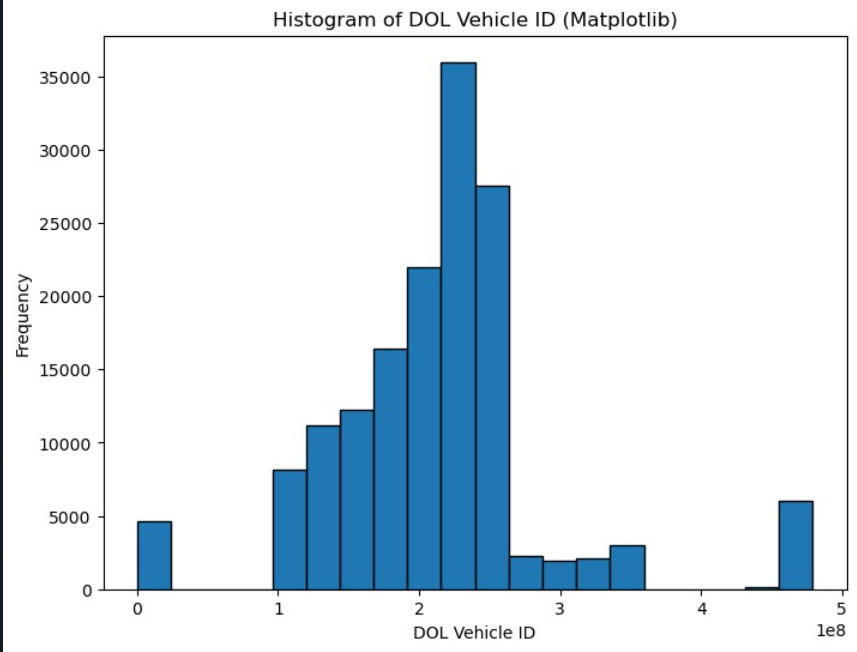 Histogram of DOL Vehicle ID (Matplotlib)
35000
30000
25000
20000
15000
10000
5000
0
Frequency
0 1 2 3 4 5
1e8
DOL Vehicle ID